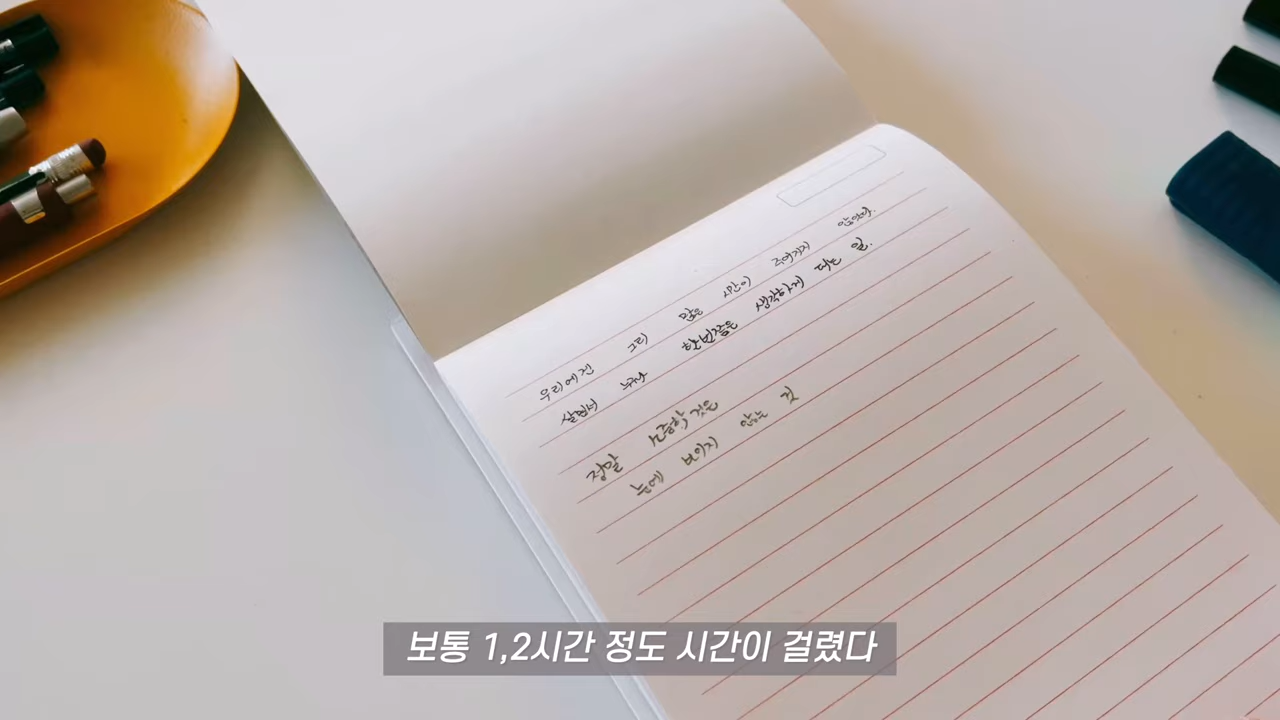 우리에겐 그리 많은 시간이 주어지지 않았다.
살면서 누구나 한번쯤은 생각하게 되는 일.
정말 소중한 것은
눈에 보이지 않는 것
보통 1,2시간 정도 시간이 걸렸다